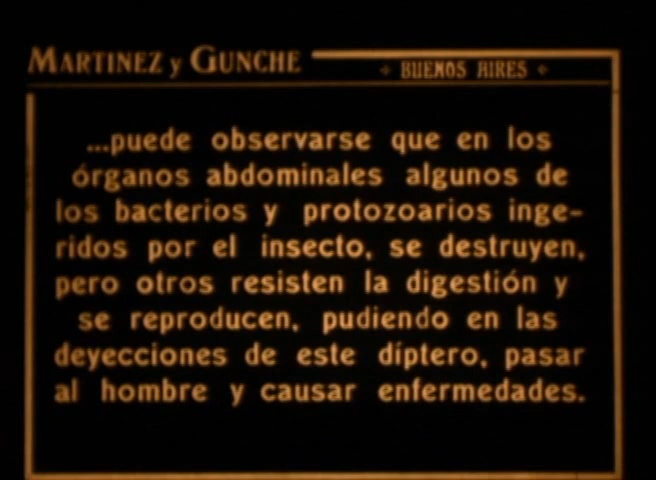 MARTINEZ y GUNCHE
BUENOS AIRES
...puede observarse que en los
órganos abdominales algunos de
los bacterios y protozoarios inge-
ridos por el insecto, se destruyen,
pero otros resisten la digestión y
se reproducen, pudiendo en las
deyecciones de este díptero, pasar
al hombre y causar enfermedades.